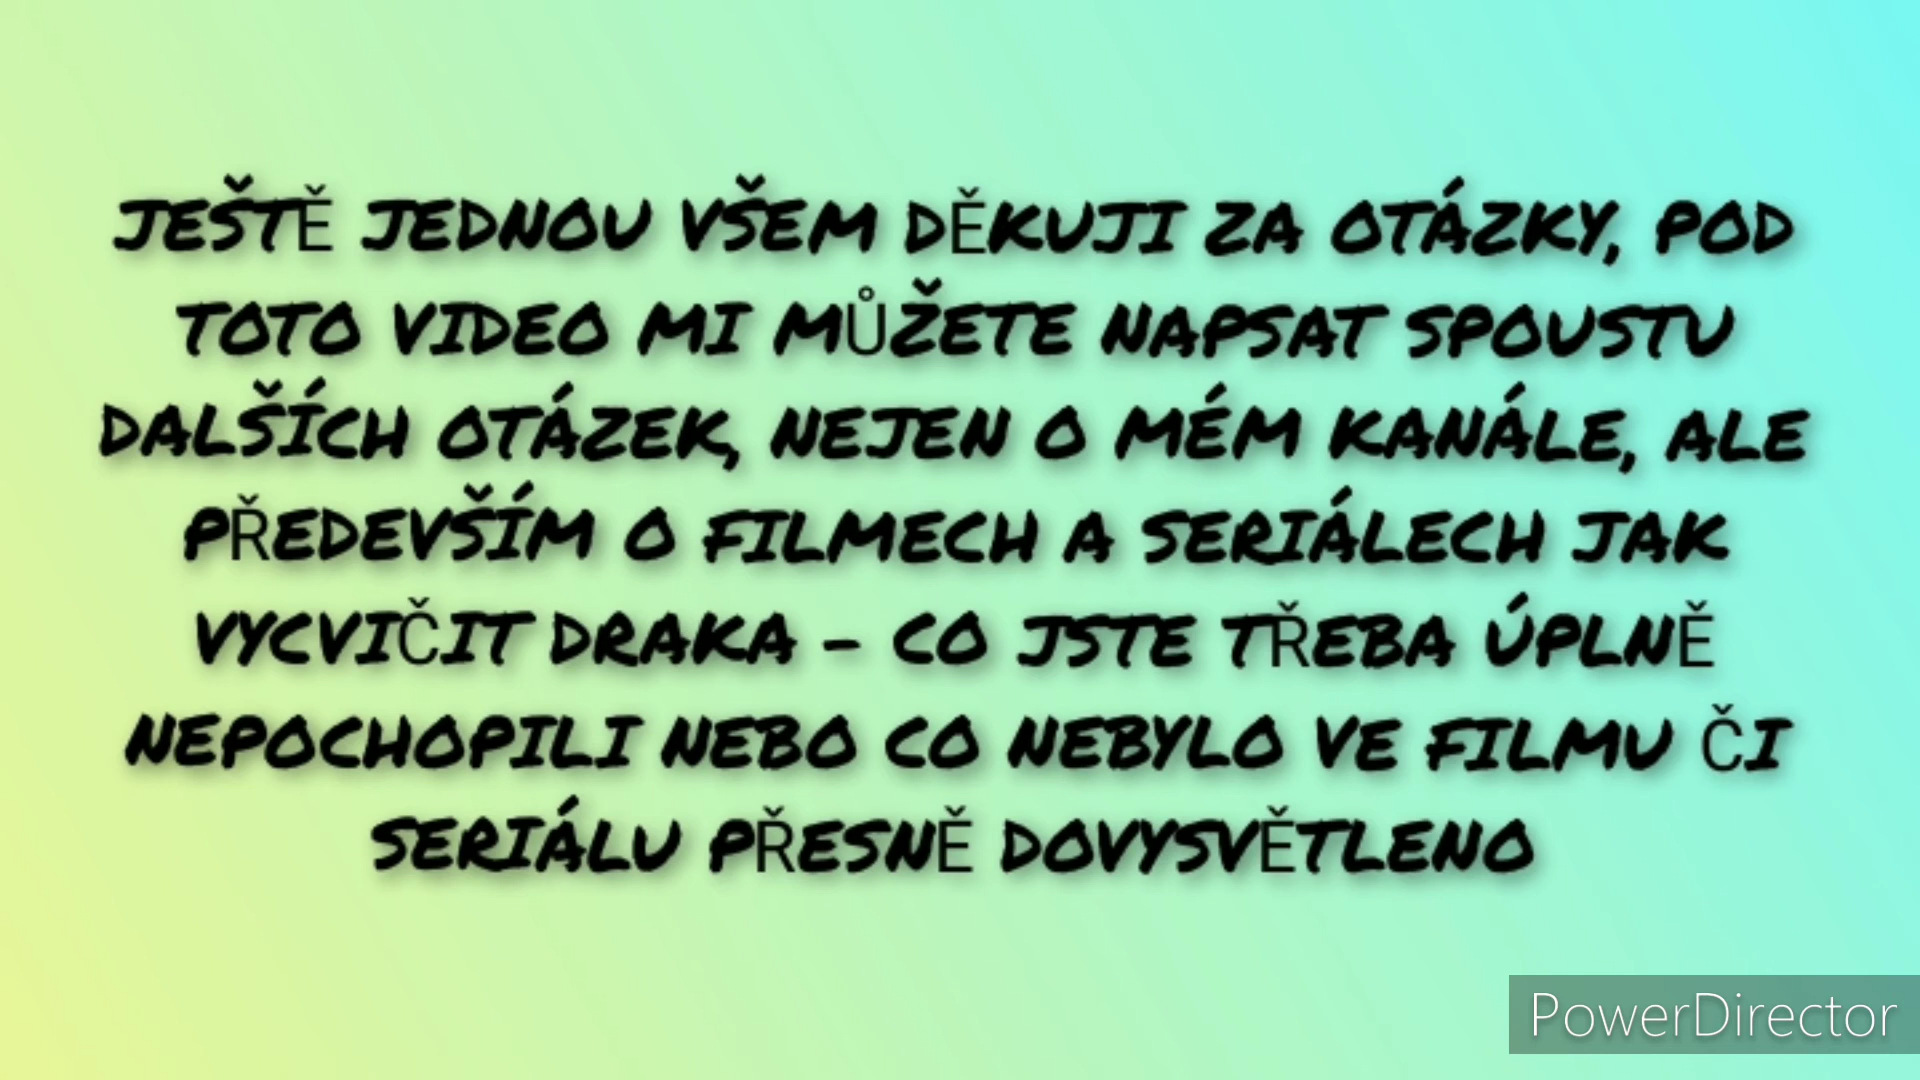 JEŠTĚ JEDNOU VŠEM DĚKUJI ZA OTÁZKY, POD
TOTO VIDEO MI MŮŽETE NAPSAT SPOUSTU
DALŠÍCH OTÁZEK, NEJEN O MÉM KANÁLE, ALE
PŘEDEVŠÍM O FILMECH A SERIÁLECH JAK
VYCVIČIT DRAKA - CO JSTE TŘEBA ÚPLNĚ
NEPOCHOPILI NEBO CO NEBYLO VE FILMU ČI
SERIÁLU PŘESNĚ DOVYSVĚTLENO
PowerDirector